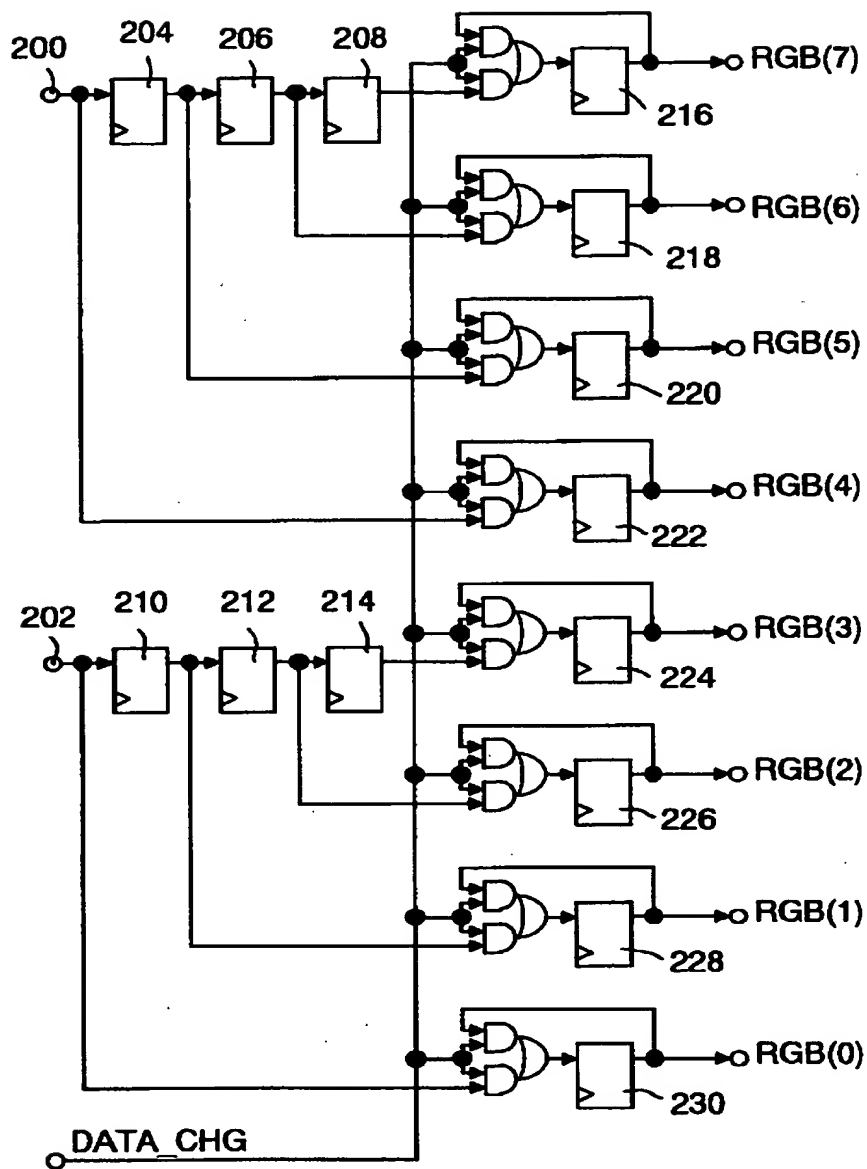 200 204 206 208 RGB(7)
216
RGB(6)
218
RGB(5)
220
RGB(4)
222
202 210 212 214 RGB(3)
224
RGB(2)
226
RGB(1)
228
RGB(0)
230
DATA_CHG